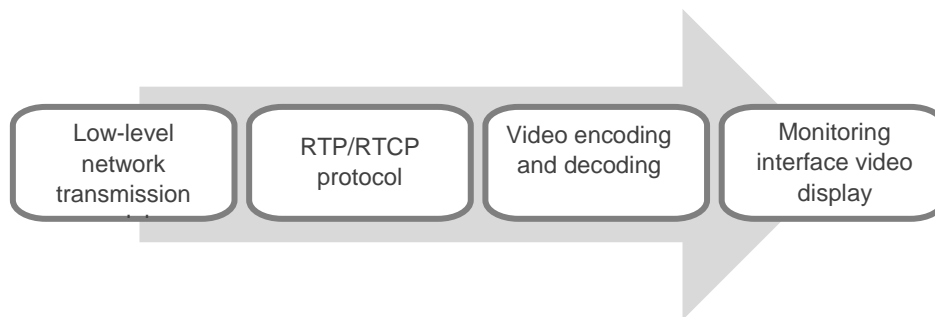 Low-level
network
transmission
RTP/RTCP
protocol
Video encoding
and decoding
Monitoring
interface video
display